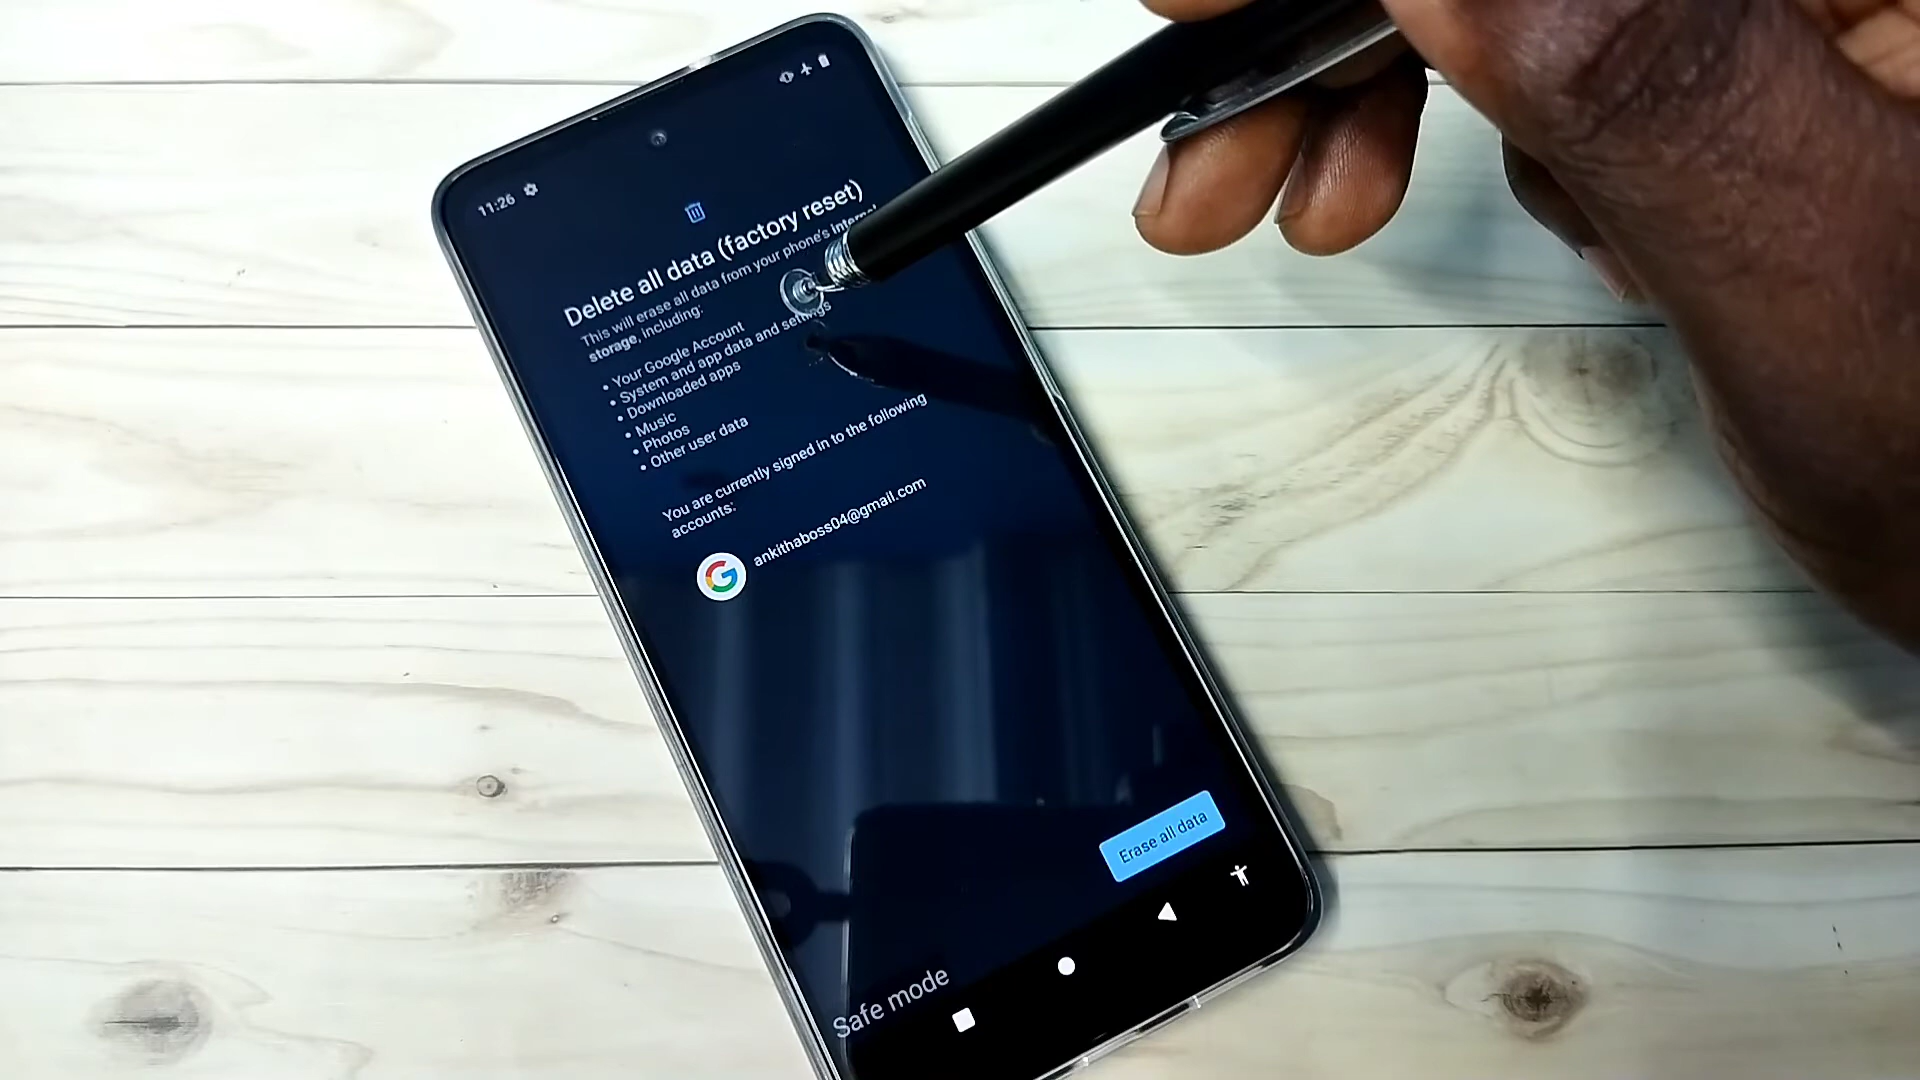 11:26
Delete all data (factory reset)
This will erase all data from your phone's internal
storage, including:
• Your Google Account
• System and app data and settings
• Downloaded apps
• Music
• Photos
• Other user data
You are currently signed in to the following
accounts:
G ankithaboss04@gmail.com
Erase all data
Safe mode